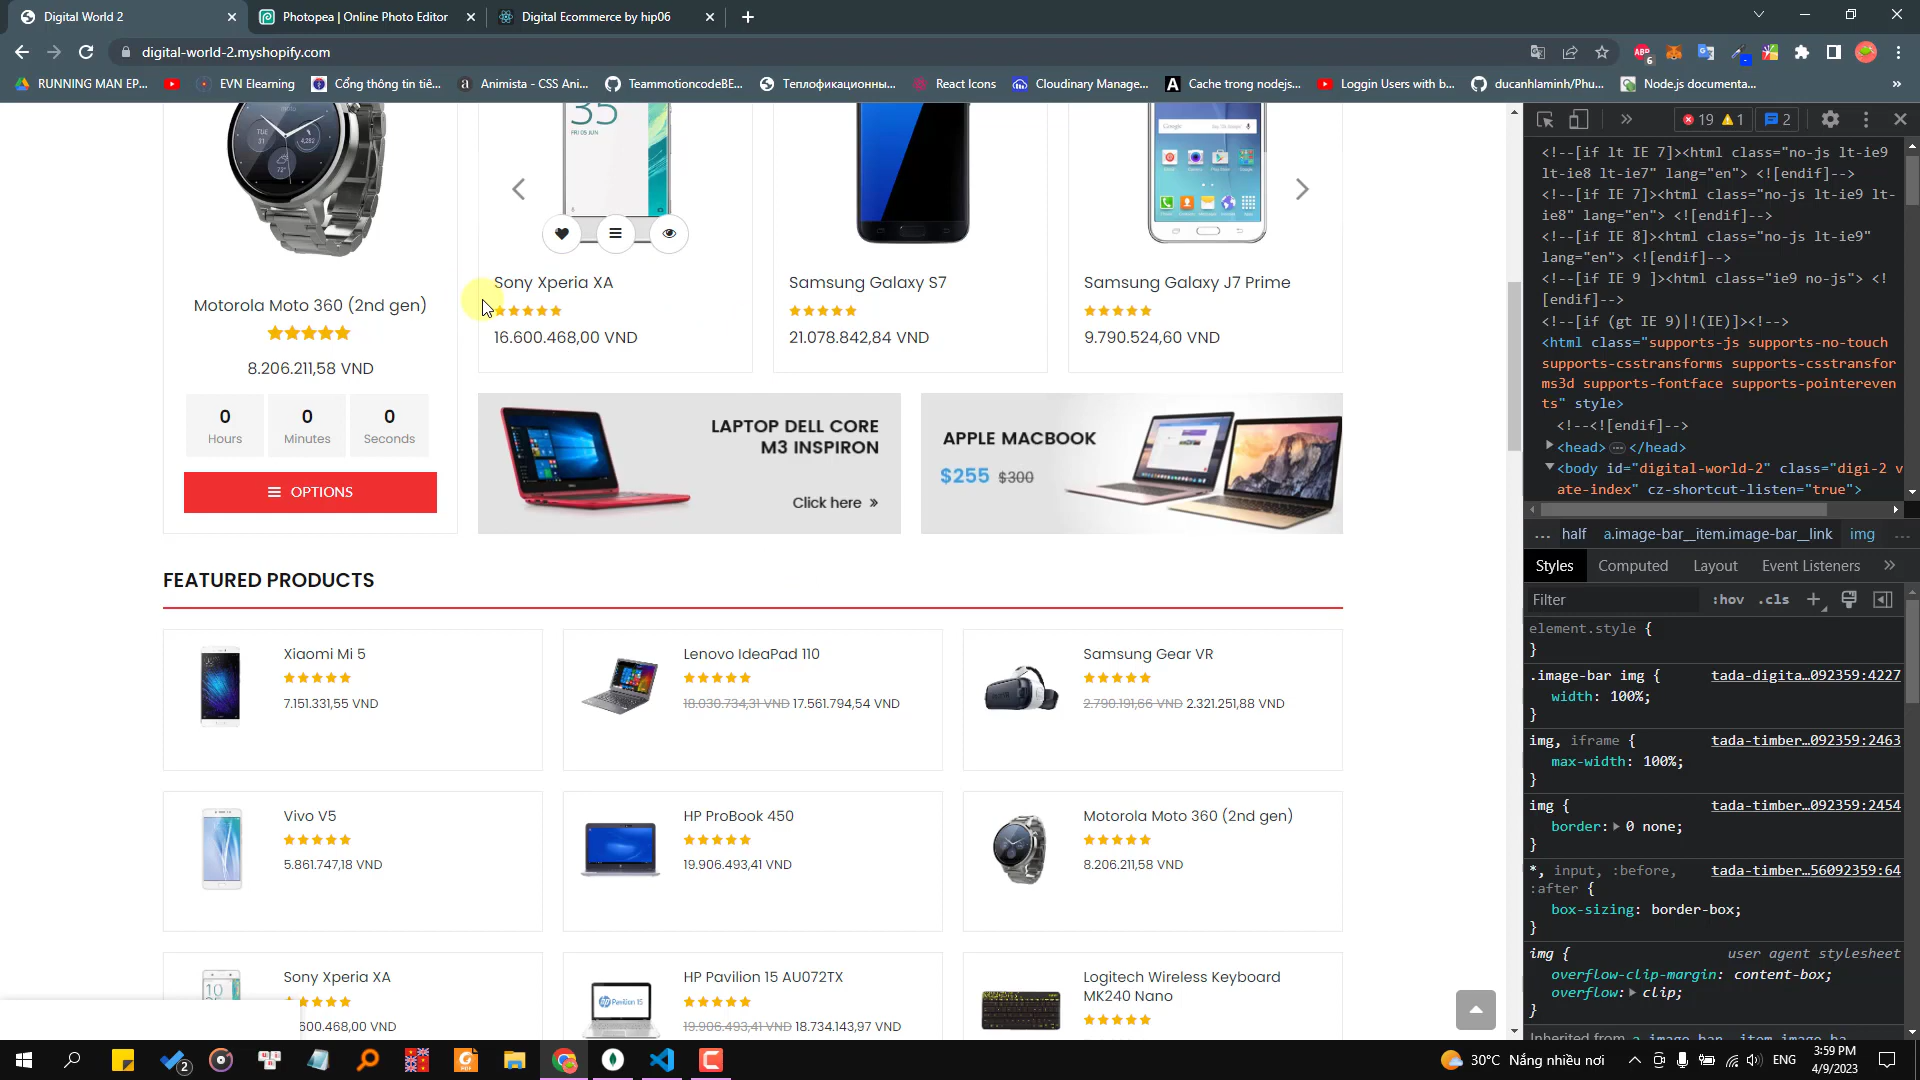 Digital World 2
Photopea | Online Photo Editor
Digital Ecommerce by hip06
digital-world-2.myshopify.com
RUNNING MAN EP...
EVN Elearning
Cổng thông tin tiê...
Animista - CSS Ani...
TeammotioncodeBE...
Теплофикационны...
React Icons
Cloudinary Manage...
Cache trong nodejs...
Loggin Users with b...
ducanhlaminh/Phu...
Node.js documenta...
Motorola Moto 360 (2nd gen)
8.206.211,58 VND
0 0 0
Hours Minutes Seconds
OPTIONS
35
FRI 05 JUN
Sony Xperia XA
16.600.468,00 VND
Samsung Galaxy S7
21.078.842,84 VND
Google
Samsung Galaxy J7 Prime
9.790.524,60 VND
LAPTOP DELL CORE
M3 INSPIRON
Click here »
APPLE MACBOOK
$255 $300
FEATURED PRODUCTS
Xiaomi Mi 5
7.151.331,55 VND
Lenovo IdeaPad 110
18.030.734,31 VND 17.561.794,54 VND
Samsung Gear VR
2.790.191,66 VND 2.321.251,88 VND
Vivo V5
5.861.747,18 VND
HP ProBook 450
19.906.493,41 VND
Motorola Moto 360 (2nd gen)
8.206.211,58 VND
Sony Xperia XA
600.468,00 VND
HP Pavilion 15 AU072TX
19.906.493,41 VND 18.734.143,97 VND
Logitech Wireless Keyboard
MK240 Nano
19 1 2
<!--[if lt IE 7]><html class="no-js lt-ie9
lt-ie8 lt-ie7" lang="en"> <![endif]-->
<!--[if IE 7]><html class="no-js lt-ie9 lt-
ie8" lang="en"> <![endif]-->
<!--[if IE 8]><html class="no-js lt-ie9"
lang="en"> <![endif]-->
<!--[if IE 9 ]><html class="ie9 no-js"> <!
[endif]-->
<!--[if (gt IE 9)|!(IE)]><!-->
<html class="supports-js supports-no-touch
supports-csstransforms supports-csstransfor
ms3d supports-fontface supports-pointereven
ts" style>
<!--<![endif]-->
<head> … </head>
<body id="digital-world-2" class="digi-2 v
ate-index" cz-shortcut-listen="true">
... half a.image-bar__item.image-bar__link img ...
Styles Computed Layout Event Listeners »
Filter :hov .cls +
element.style {
}
.image-bar img { tada-digita…092359:4227
width: 100%;
}
img, iframe { tada-timber…092359:2463
max-width: 100%;
}
img { tada-timber…092359:2454
border: 0 none;
}
*, input, :before, tada-timber…56092359:64
:after {
box-sizing: border-box;
}
img { user agent stylesheet
overflow-clip-margin: content-box;
overflow: clip;
}
Inherited from a.image-bar__item.image-ba…
30°C Nắng nhiều nơi
ENG
3:59 PM
4/9/2023